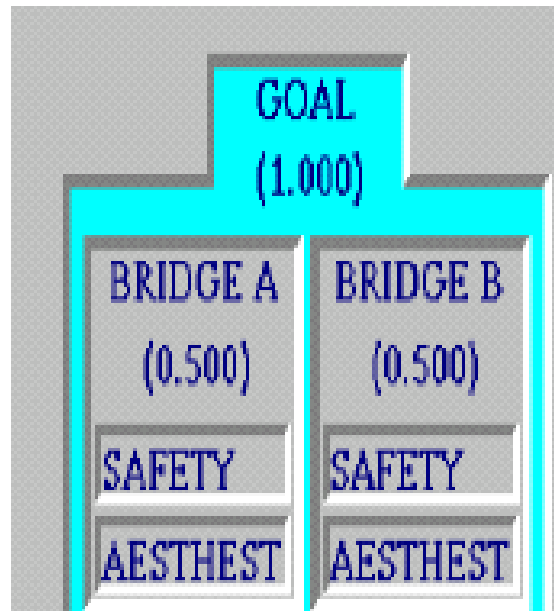 GOAL
(1.000)
BRIDGE A
(0.500)
SAFETY
AESTHEST
BRIDGE B
(0.500)
SAFETY
AESTHEST